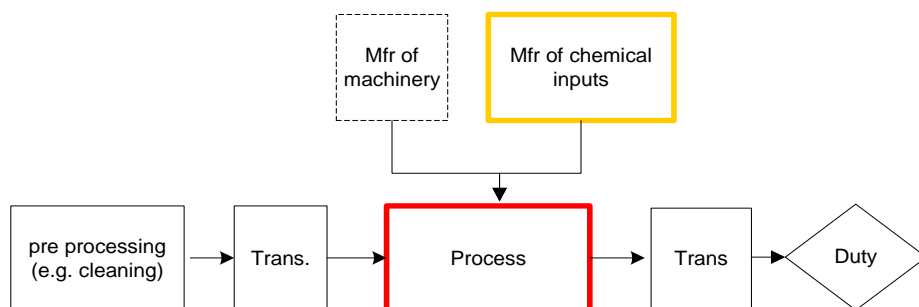 Mfr of
machinery
Mfr of chemical
inputs
pre processing
(e.g. cleaning)
Trans.
Process
Trans
Duty